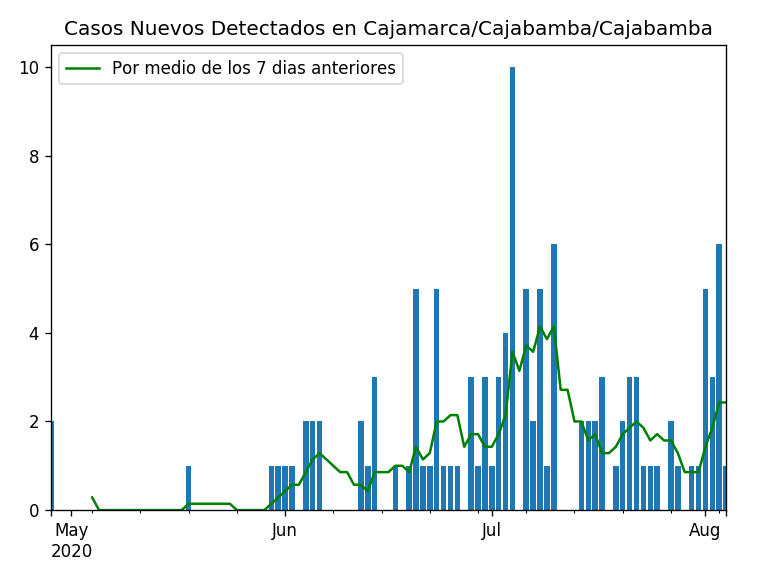 Casos Nuevos Detectados en Cajamarca/Cajabamba/Cajabamba
Por medio de los 7 dias anteriores
10
8
6
4
2
0
May Jun Jul Aug
2020